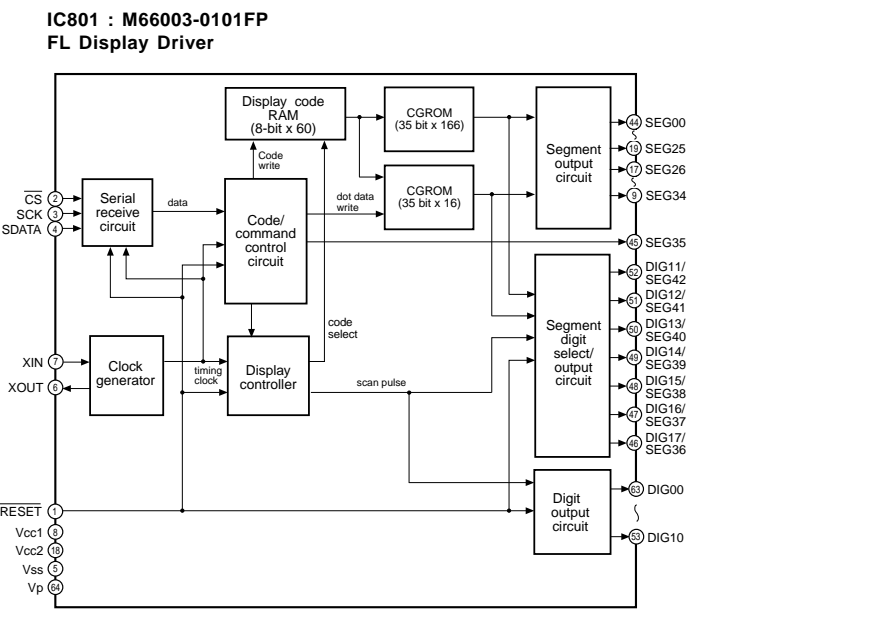 IC801 : M66003-0101FP
FL Display Driver
Display code
RAM
(8-bit x 60)
CGROM
(35 bit x 166)
CGROM
(35 bit x 16)
Segment
output
circuit
44 SEG00
19 SEG25
17 SEG26
9 SEG34
45 SEG35
Code
write
dot data
write
CS 2
SCK 3
SDATA 4
Serial
receive
circuit
data
Code/
command
control
circuit
code
select
Segment
digit
select/
output
circuit
52 DIG11/
SEG42
51 DIG12/
SEG41
50 DIG13/
SEG40
49 DIG14/
SEG39
48 DIG15/
SEG38
47 DIG16/
SEG37
46 DIG17/
SEG36
XIN 7
XOUT 6
Clock
generator
timing
clock
Display
controller
scan pulse
Digit
output
circuit
63 DIG00
53 DIG10
RESET 1
Vcc1 8
Vcc2 18
Vss 5
Vp 64